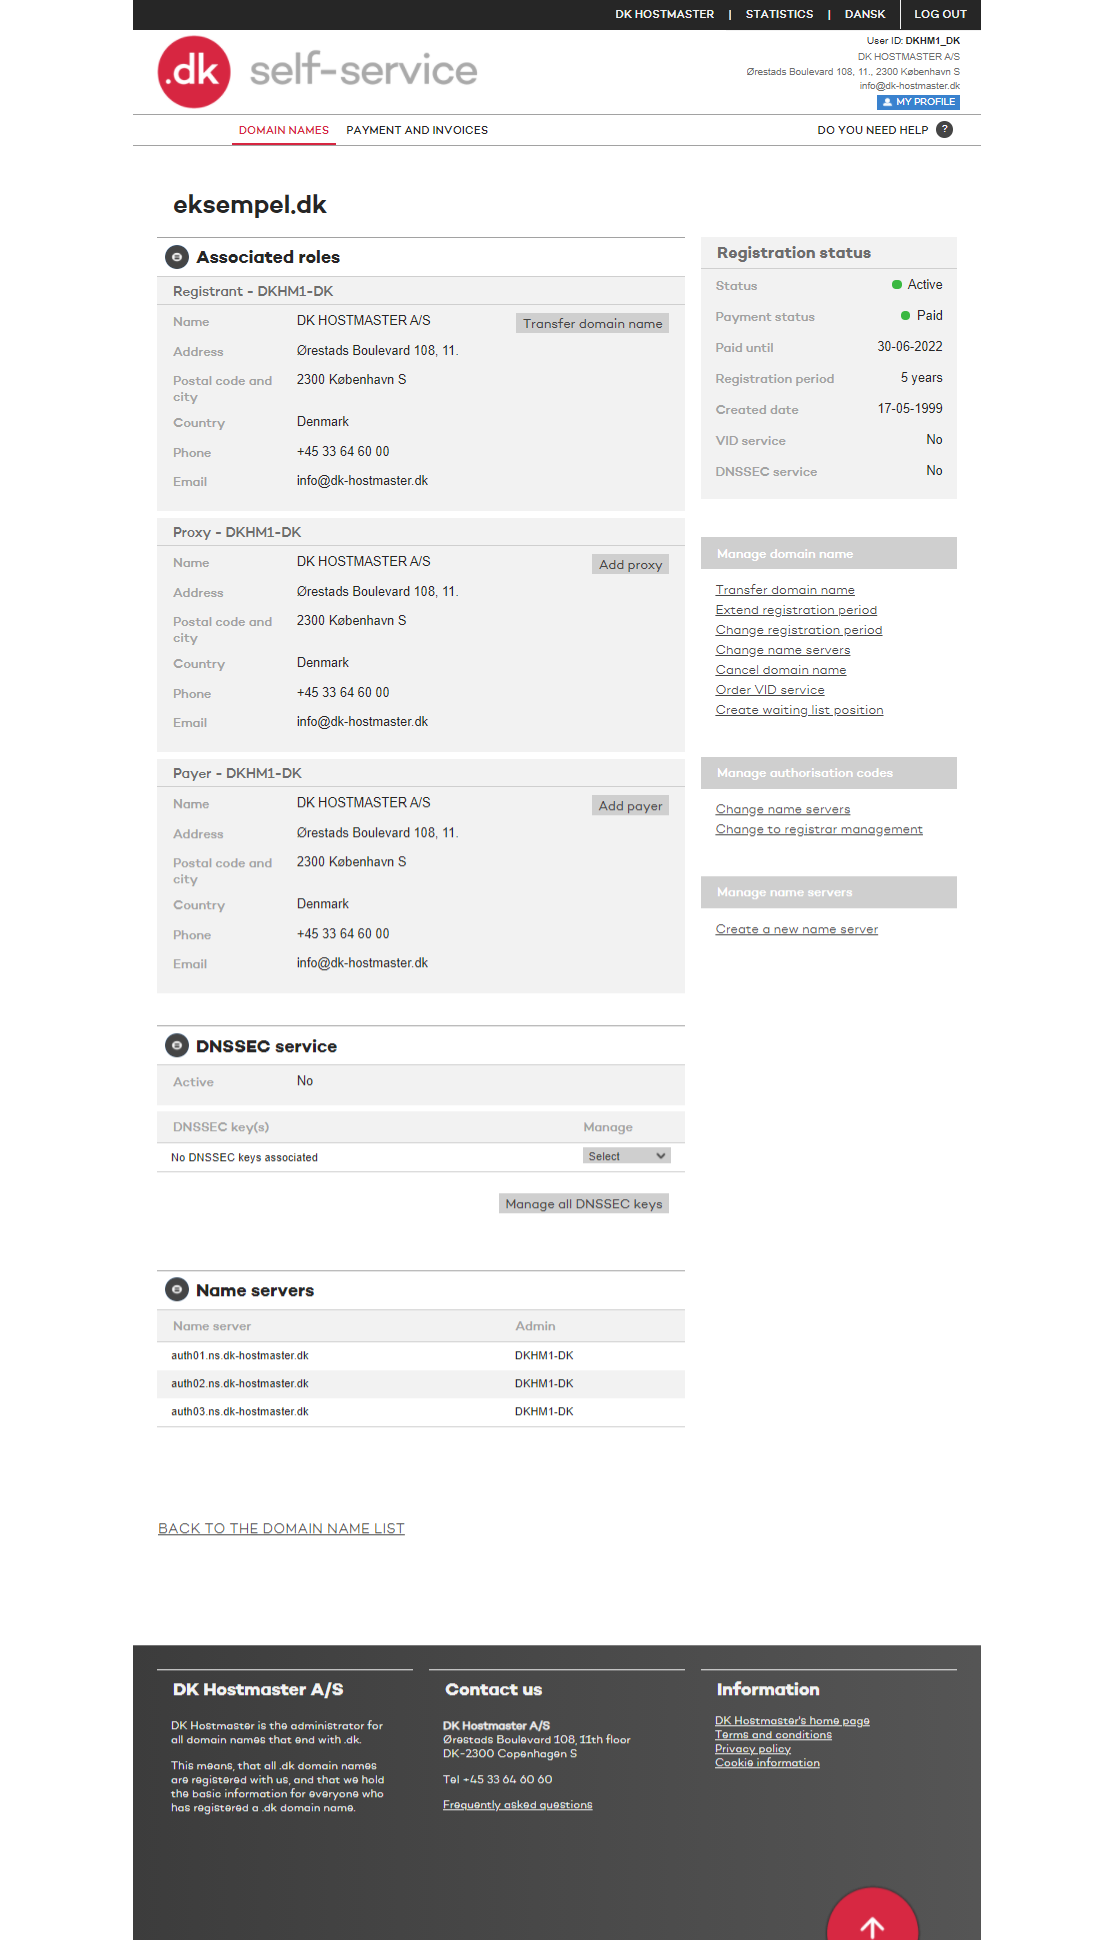 DK HOSTMASTER | STATISTICS | DANSK LOG OUT
.dk self-service
User ID: DKHM1_DK
DK HOSTMASTER A/S
Ørestads Boulevard 108, 11., 2300 København S
info@dk-hostmaster.dk
MY PROFILE
DOMAIN NAMES PAYMENT AND INVOICES DO YOU NEED HELP ?
eksempel.dk
Associated roles
Registrant - DKHM1-DK
Name DK HOSTMASTER A/S Transfer domain name
Address Ørestads Boulevard 108, 11.
Postal code and city 2300 København S
Country Denmark
Phone +45 33 64 60 00
Email info@dk-hostmaster.dk
Proxy - DKHM1-DK
Name DK HOSTMASTER A/S Add proxy
Address Ørestads Boulevard 108, 11.
Postal code and city 2300 København S
Country Denmark
Phone +45 33 64 60 00
Email info@dk-hostmaster.dk
Payer - DKHM1-DK
Name DK HOSTMASTER A/S Add payer
Address Ørestads Boulevard 108, 11.
Postal code and city 2300 København S
Country Denmark
Phone +45 33 64 60 00
Email info@dk-hostmaster.dk
DNSSEC service
Active No
DNSSEC key(s) Manage
No DNSSEC keys associated Select
Manage all DNSSEC keys
Name servers
Name server Admin
auth01.ns.dk-hostmaster.dk DKHM1-DK
auth02.ns.dk-hostmaster.dk DKHM1-DK
auth03.ns.dk-hostmaster.dk DKHM1-DK
BACK TO THE DOMAIN NAME LIST
Registration status
Status Active
Payment status Paid
Paid until 30-06-2022
Registration period 5 years
Created date 17-05-1999
VID service No
DNSSEC service No
Manage domain name
Transfer domain name
Extend registration period
Change registration period
Change name servers
Cancel domain name
Order VID service
Create waiting list position
Manage authorisation codes
Change name servers
Change to registrar management
Manage name servers
Create a new name server
DK Hostmaster A/S
DK Hostmaster is the administrator for
all domain names that end with .dk.
This means, that all .dk domain names
are registered with us, and that we hold
the basic information for everyone who
has registered a .dk domain name.
Contact us
DK Hostmaster A/S
Ørestads Boulevard 108, 11th floor
DK-2300 Copenhagen S
Tel +45 33 64 60 60
Frequently asked questions
Information
DK Hostmaster's home page
Terms and conditions
Privacy policy
Cookie information